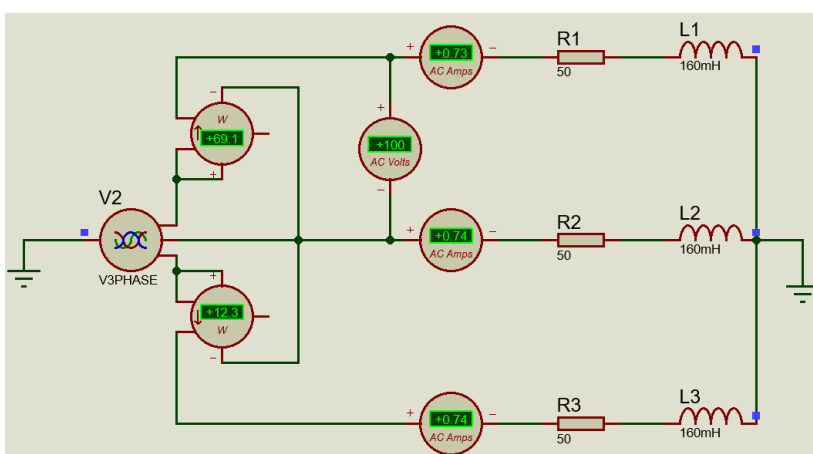 + +0.73 −
AC Amps
R1
50
L1
160mH
−
W
+69.1
+
+
+100
AC Volts
−
V2
V3PHASE
+ +0.74 −
AC Amps
R2
50
L2
160mH
+
+12.3
W
−
+ +0.74 −
AC Amps
R3
50
L3
160mH